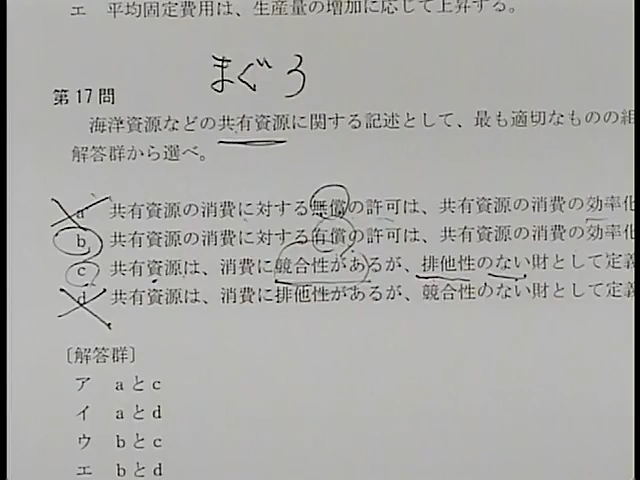 エ 平均固定費用は、生産量の増加に応じて上昇する。
まぐろ
第17問
海洋資源などの共有資源に関する記述として、最も適切なものの組
解答群から選べ。
a 共有資源の消費に対する無償の許可は、共有資源の消費の効率化
b 共有資源の消費に対する有償の許可は、共有資源の消費の効率化
c 共有資源は、消費に競合性があるが、排他性のない財として定義
d 共有資源は、消費に排他性があるが、競合性のない財として定義
〔解答群〕
ア aとc
イ aとd
ウ bとc
エ bとd